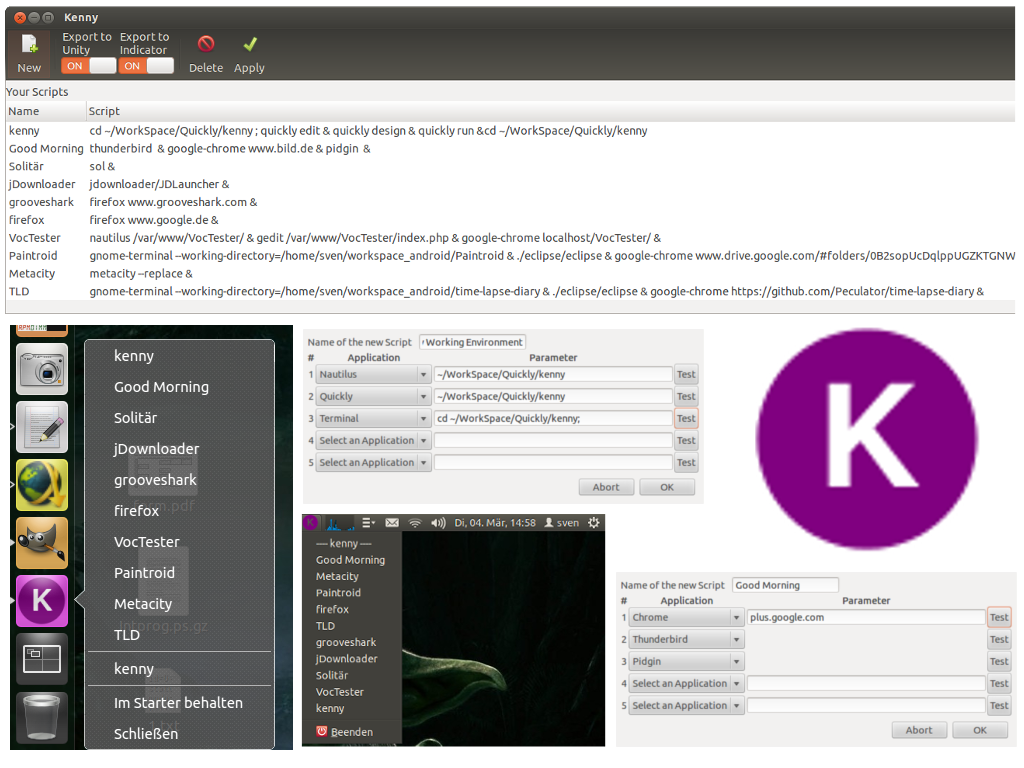 Kenny
Export to Unity
Export to Indicator
ON
ON
New
Delete
Apply
Your Scripts
Name Script
kenny cd ~/WorkSpace/Quickly/kenny ; quickly edit & quickly design & quickly run &cd ~/WorkSpace/Quickly/kenny
Good Morning thunderbird & google-chrome www.bild.de & pidgin &
Solitär sol &
jDownloader jdownloader/JDLauncher &
grooveshark firefox www.grooveshark.com &
firefox firefox www.google.de &
VocTester nautilus /var/www/VocTester/ & gedit /var/www/VocTester/index.php & google-chrome localhost/VocTester/ &
Paintroid gnome-terminal --working-directory=/home/sven/workspace_android/Paintroid & ./eclipse/eclipse & google-chrome www.drive.google.com/#folders/0B2sopUcDqlppUGZKTGNW
Metacity metacity --replace &
TLD gnome-terminal --working-directory=/home/sven/workspace_android/time-lapse-diary & ./eclipse/eclipse & google-chrome https://github.com/Peculator/time-lapse-diary &
kenny
Good Morning
Solitär
jDownloader
grooveshark
firefox
VocTester
Paintroid
Metacity
TLD
kenny
Im Starter behalten
Schließen
K
Name of the new Script Working Environment
# Application Parameter
1 Nautilus ~/WorkSpace/Quickly/kenny Test
2 Quickly ~/WorkSpace/Quickly/kenny Test
3 Terminal cd ~/WorkSpace/Quickly/kenny; Test
4 Select an Application Test
5 Select an Application Test
Abort OK
K
K Di, 04. Mär, 14:58 sven
— kenny —
Good Morning
Metacity
Paintroid
firefox
TLD
grooveshark
jDownloader
Solitär
VocTester
kenny
Beenden
Name of the new Script Good Morning
# Application Parameter
1 Chrome plus.google.com Test
2 Thunderbird Test
3 Pidgin Test
4 Select an Application Test
5 Select an Application Test
Abort OK